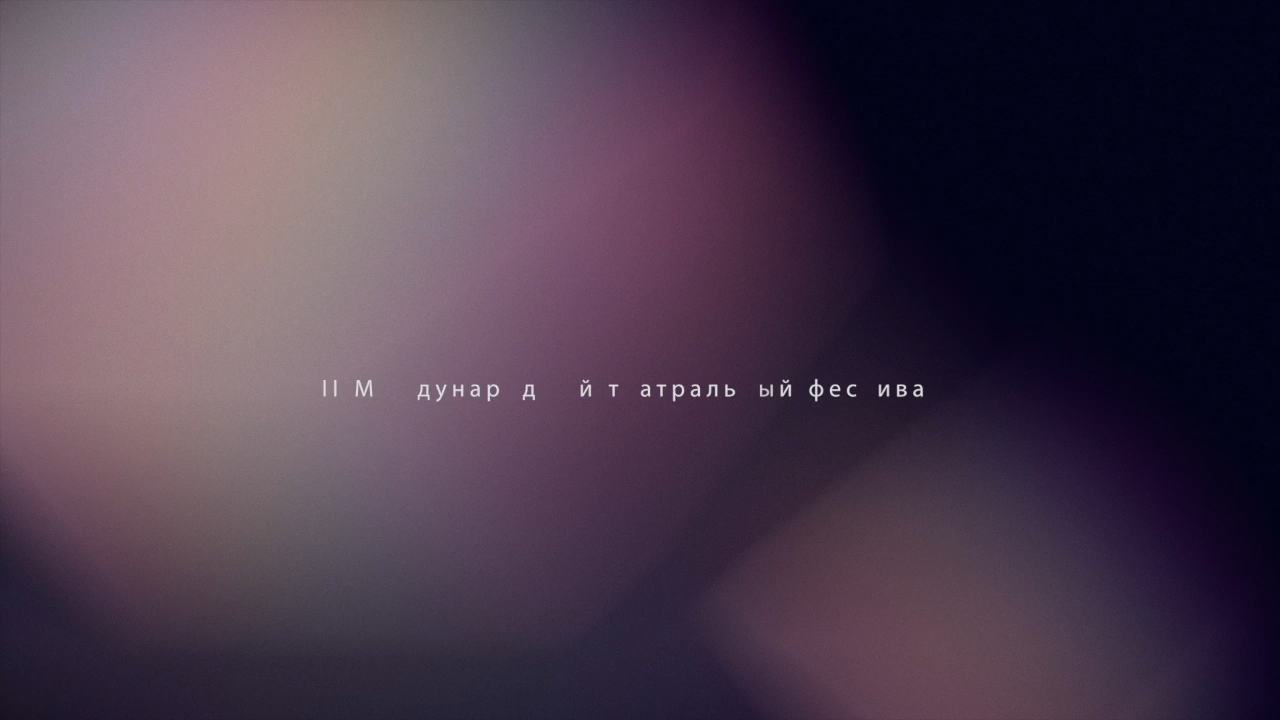 II М дунар д й т атраль ый фес ива